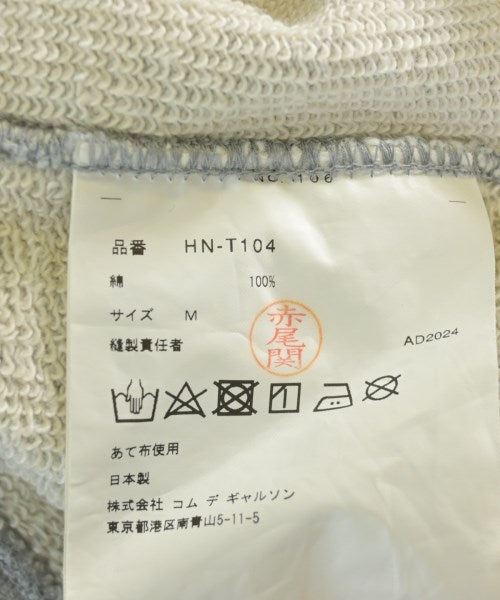 品番 HN-T104
綿 100%
サイズ M
縫製責任者 赤尾関
AD2024
あて布使用
日本製
株式会社 コム デ ギャルソン
東京都港区南青山5-11-5